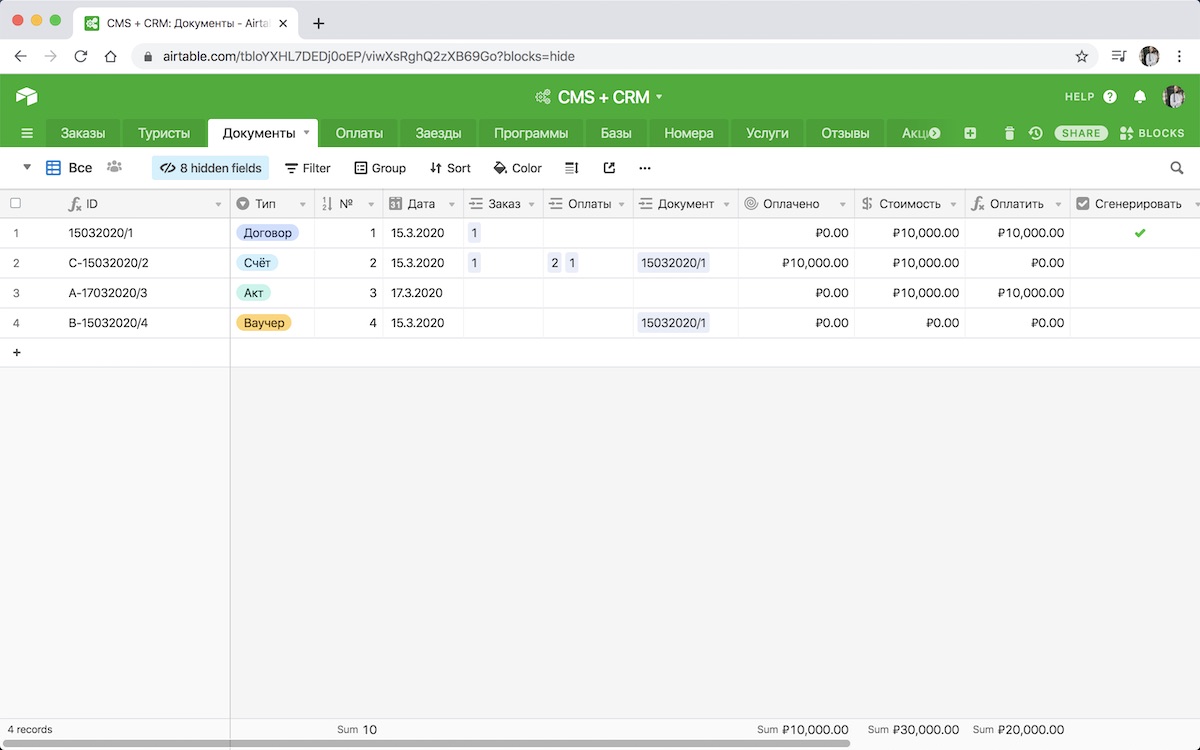 CMS + CRM: Документы - Airta
airtable.com/tbloYXHL7DEDj0oEP/viwXsRghQ2zXB69Go?blocks=hide
CMS + CRM
HELP
Заказы Туристы Документы Оплаты Заезды Программы Базы Номера Услуги Отзывы Акци SHARE BLOCKS
Все 8 hidden fields Filter Group Sort Color
ID Тип № Дата Заказ Оплаты Документ Оплачено Стоимость Оплатить Сгенерировать
1 15032020/1 Договор 1 15.3.2020 1 ₽0.00 ₽10,000.00 ₽10,000.00
2 С-15032020/2 Счёт 2 15.3.2020 1 2 1 15032020/1 ₽10,000.00 ₽10,000.00 ₽0.00
3 А-17032020/3 Акт 3 17.3.2020 ₽0.00 ₽10,000.00 ₽10,000.00
4 В-15032020/4 Ваучер 4 15.3.2020 15032020/1 ₽0.00 ₽0.00 ₽0.00
+
4 records Sum 10 Sum ₽10,000.00 Sum ₽30,000.00 Sum ₽20,000.00